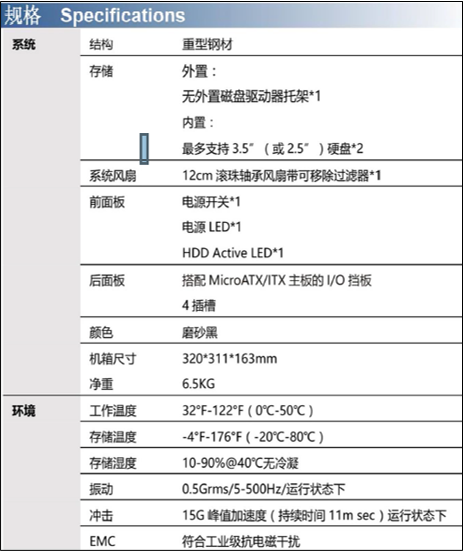 规格 Specifications
系统 结构 重型钢材
存储 外置：
无外置磁盘驱动器托架*1
内置：
最多支持 3.5"（或 2.5"）硬盘*2
系统风扇 12cm 滚珠轴承风扇带可移除过滤器*1
前面板 电源开关*1
电源 LED*1
HDD Active LED*1
后面板 搭配 MicroATX/ITX 主板的 I/O 挡板
4 插槽
颜色 磨砂黑
机箱尺寸 320*311*163mm
净重 6.5KG
环境 工作温度 32°F-122°F（0℃-50℃）
存储温度 -4°F-176°F（-20℃-80℃）
存储湿度 10-90%@40℃无冷凝
振动 0.5Grms/5-500Hz/运行状态下
冲击 15G 峰值加速度（持续时间 11m sec）运行状态下
EMC 符合工业级抗电磁干扰